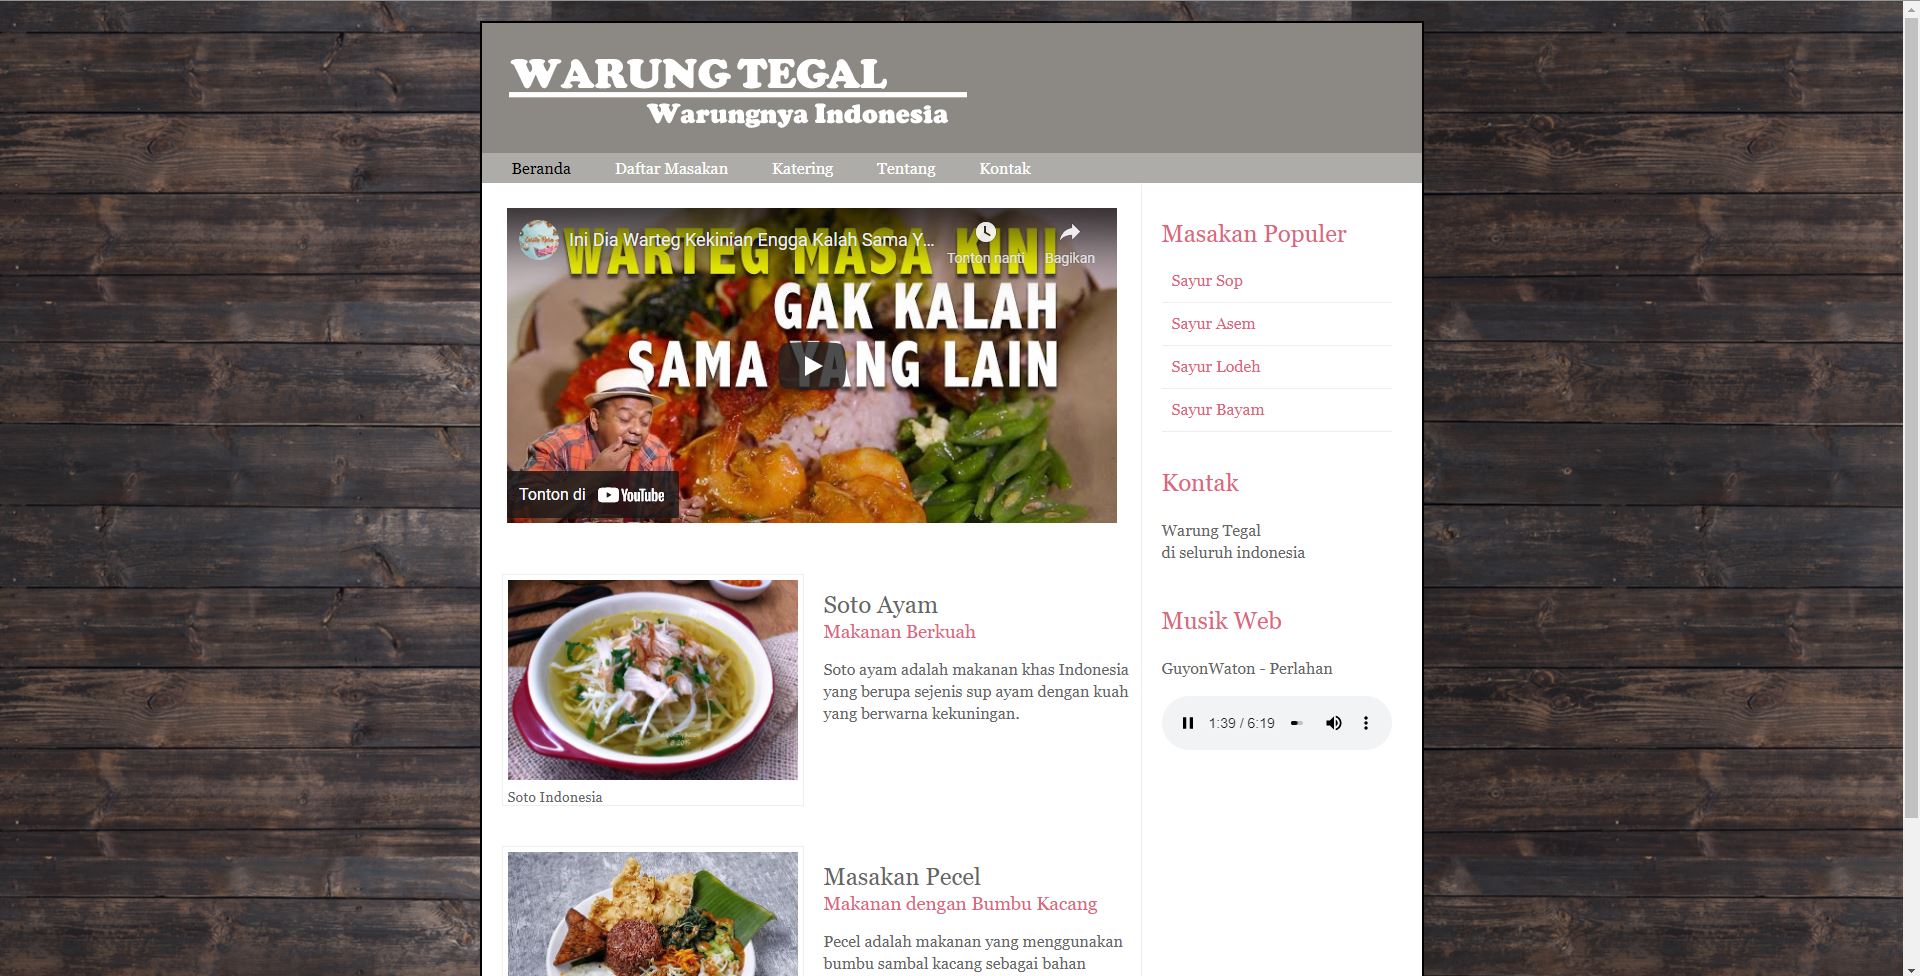 WARUNG TEGAL
Warungnya Indonesia
Beranda
Daftar Masakan
Katering
Tentang
Kontak
Ini Dia Warteg Kekinian Engga Kalah Sama Y...
Tonton nanti
Bagikan
WARTEG MASA KINI
GAK KALAH
SAMA YANG LAIN
Tonton di YouTube
Soto Ayam
Makanan Berkuah
Soto ayam adalah makanan khas Indonesia
yang berupa sejenis sup ayam dengan kuah
yang berwarna kekuningan.
Soto Indonesia
Masakan Pecel
Makanan dengan Bumbu Kacang
Pecel adalah makanan yang menggunakan
bumbu sambal kacang sebagai bahan
Masakan Populer
Sayur Sop
Sayur Asem
Sayur Lodeh
Sayur Bayam
Kontak
Warung Tegal
di seluruh indonesia
Musik Web
GuyonWaton - Perlahan
1:39 / 6:19